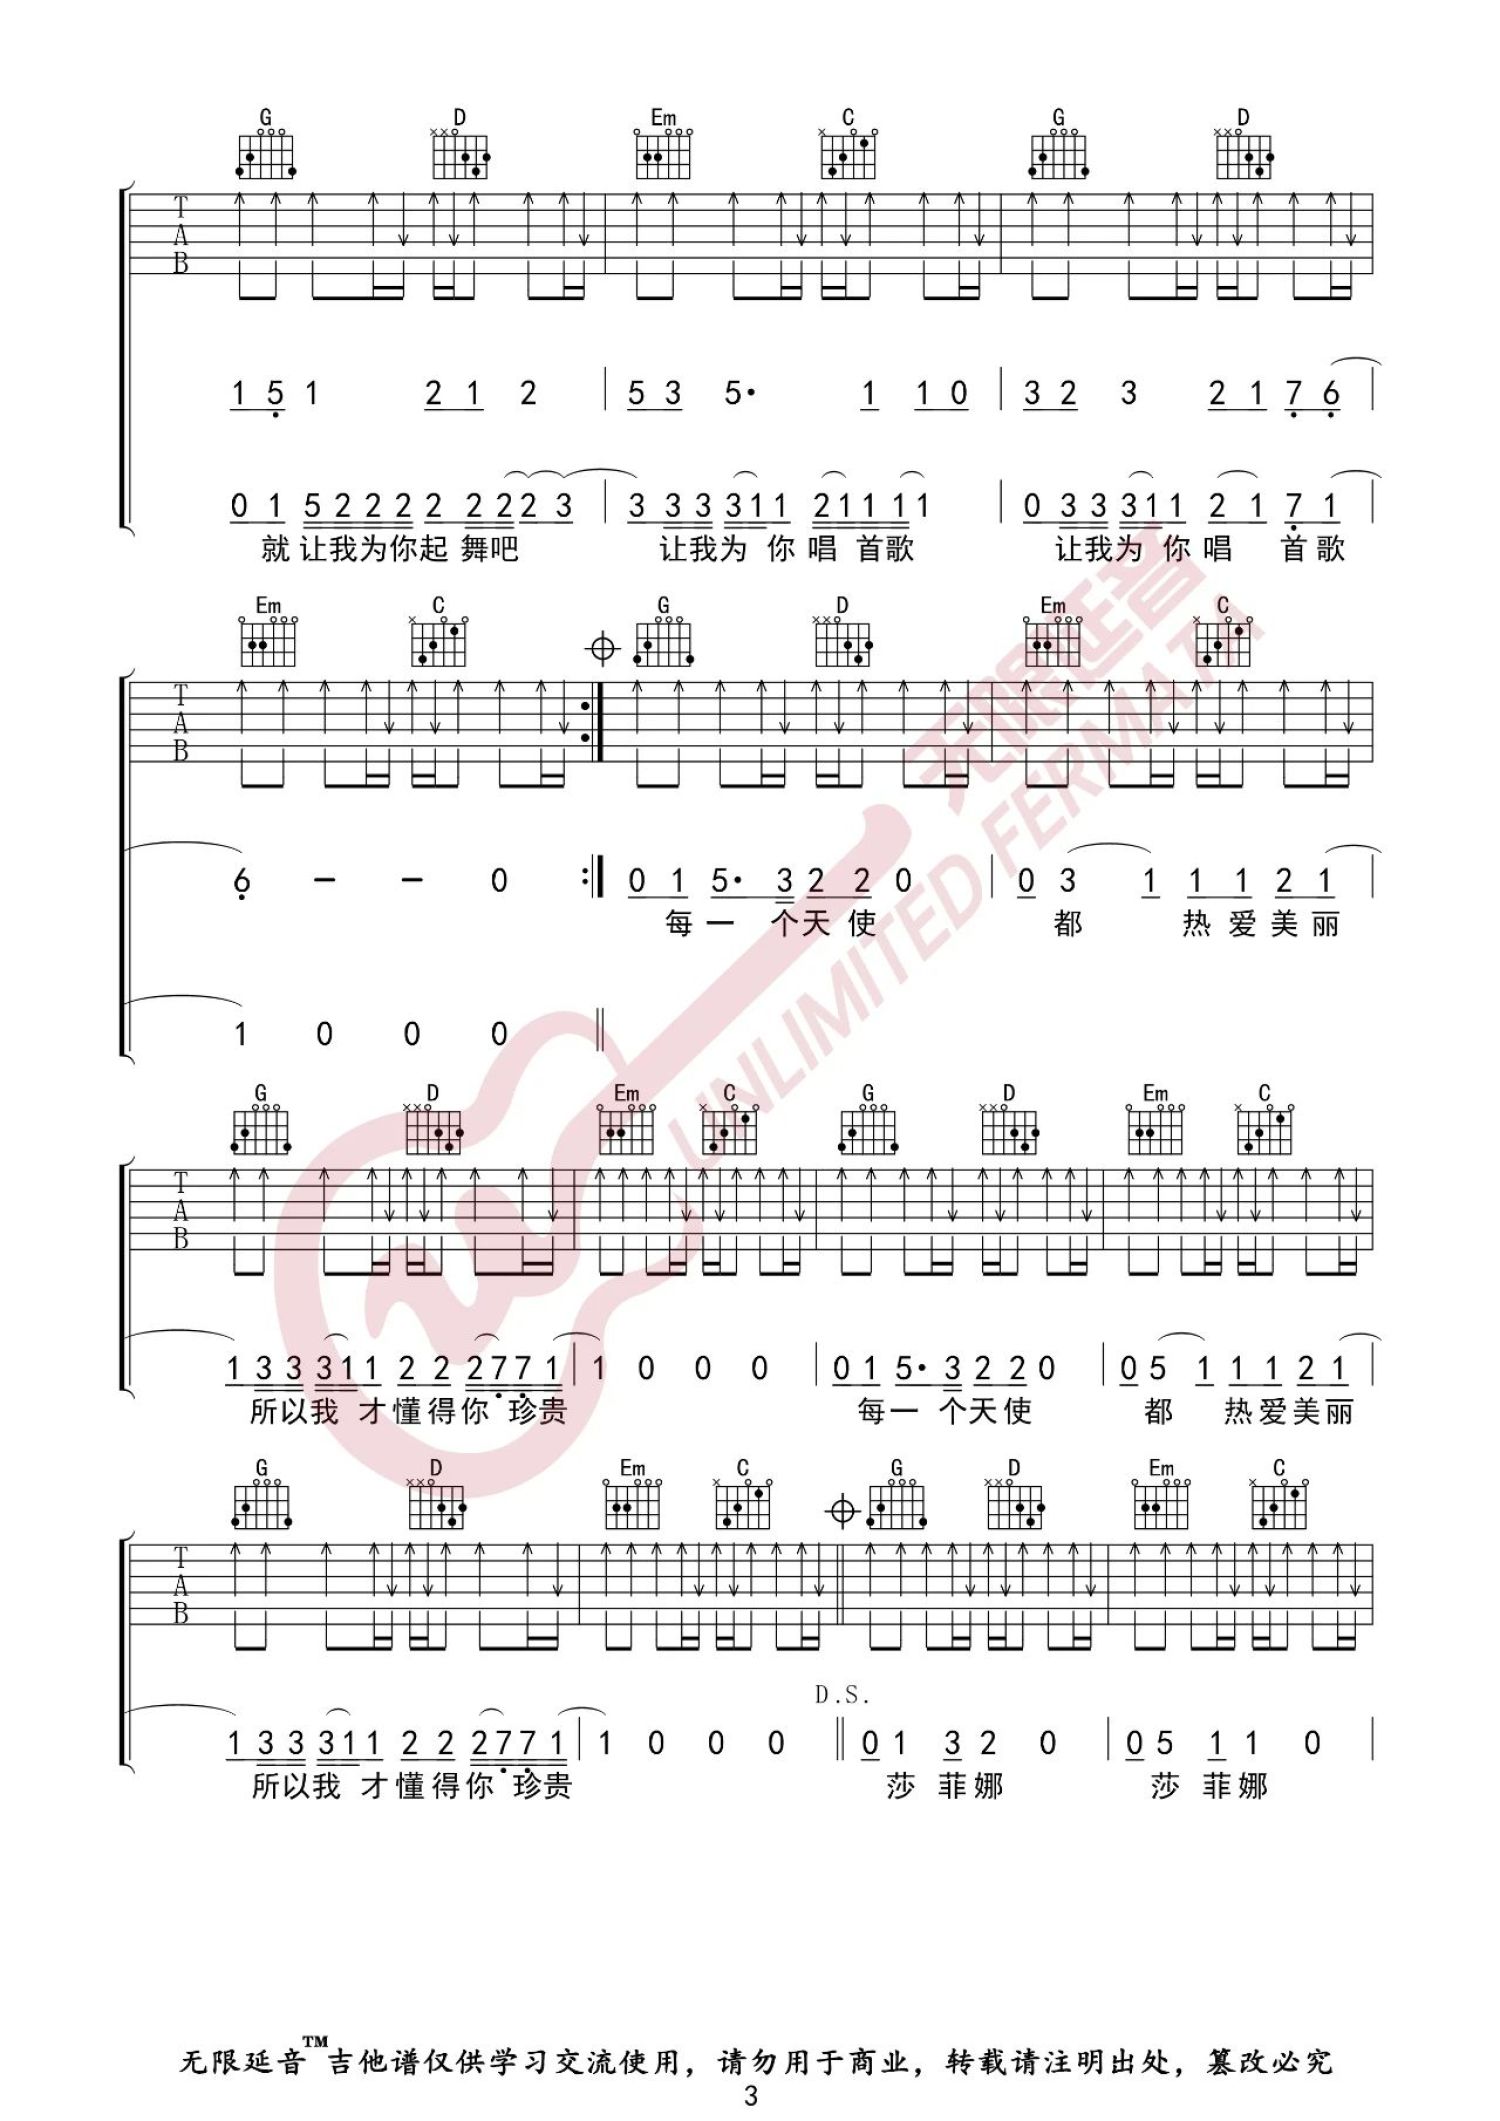 G D Em C G D
T
A
B
1 5 1 2 1 2 | 5 3 5· 1 1 0 | 3 2 3 2 1 7 6 |
0 1 5 2 2 2 2 2 2 2 3 | 3 3 3 3 1 1 2 1 1 1 1 | 0 3 3 3 1 1 2 1 7 1 |
就 让我为你起 舞吧 让我为 你 唱 首歌 让我为 你 唱 首歌
Em C G D Em C
T
A
B
6 - - 0 :‖ 0 1 5· 3 2 2 0 | 0 3 1 1 1 2 1 |
每 一 个天 使 都 热 爱 美 丽
1 0 0 0 ‖
G D Em C G D Em C
T
A
B
1 3 3 3 1 1 2 2 2 7 7 1 | 1 0 0 0 | 0 1 5· 3 2 2 0 | 0 5 1 1 1 2 1 |
所以我 才懂得你 珍贵 每一 个天使 都 热爱美丽
G D Em C G D Em C
T
A
B
D.S.
1 3 3 3 1 1 2 2 2 7 7 1 | 1 0 0 0 ‖ 0 1 3 2 0 | 0 5 1 1 0 |
所以我 才懂得你 珍贵 莎 菲娜 莎 菲娜
无限延音
UNLIMITED FERMATA
无限延音™吉他谱仅供学习交流使用，请勿用于商业，转载请注明出处，篡改必究
3